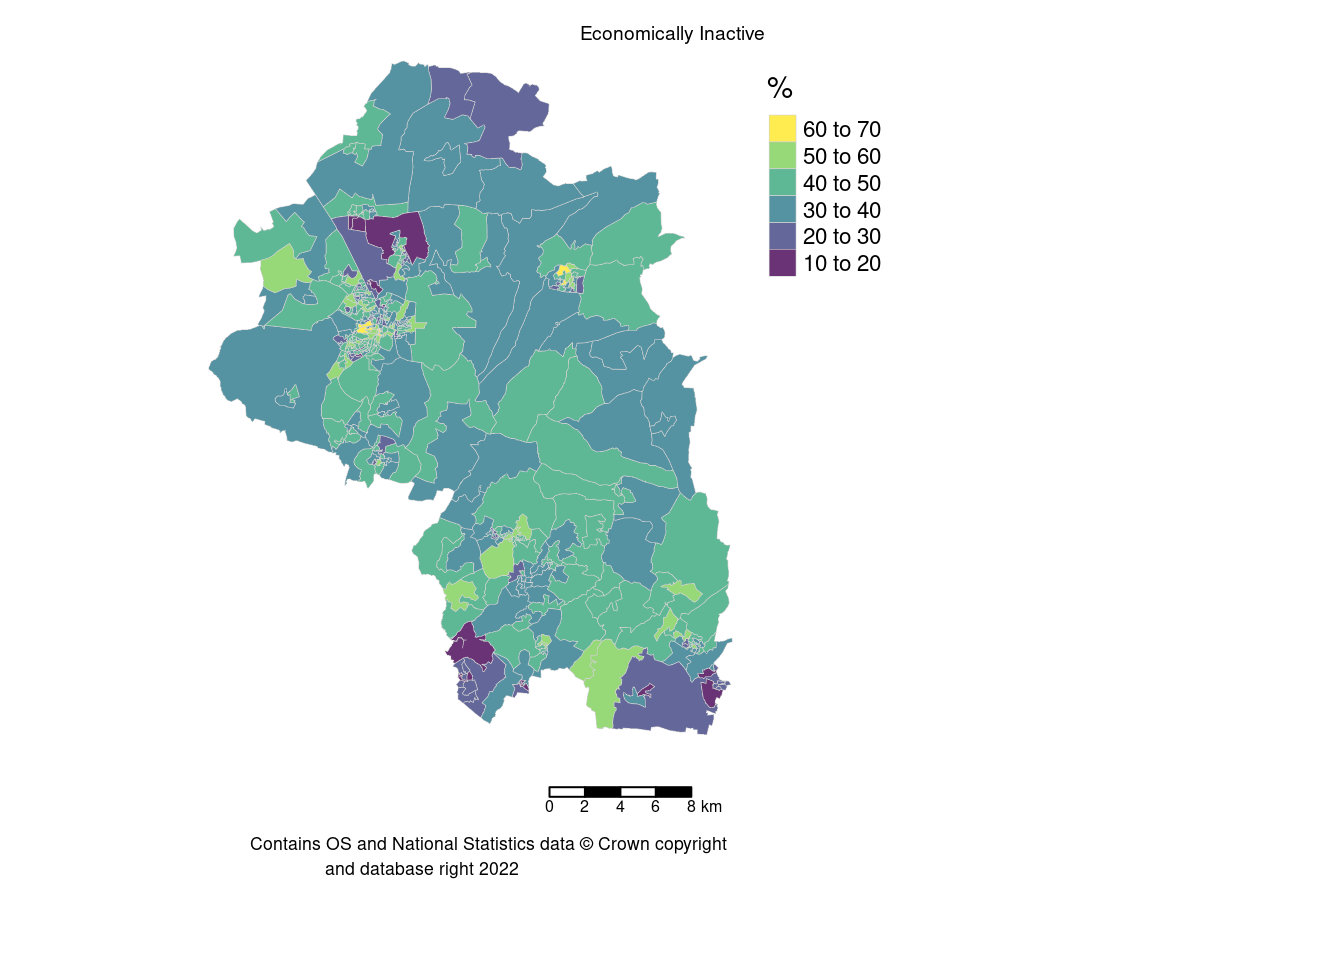 Economically Inactive
%
60 to 70
50 to 60
40 to 50
30 to 40
20 to 30
10 to 20
0 2 4 6 8 km
Contains OS and National Statistics data © Crown copyright
and database right 2022